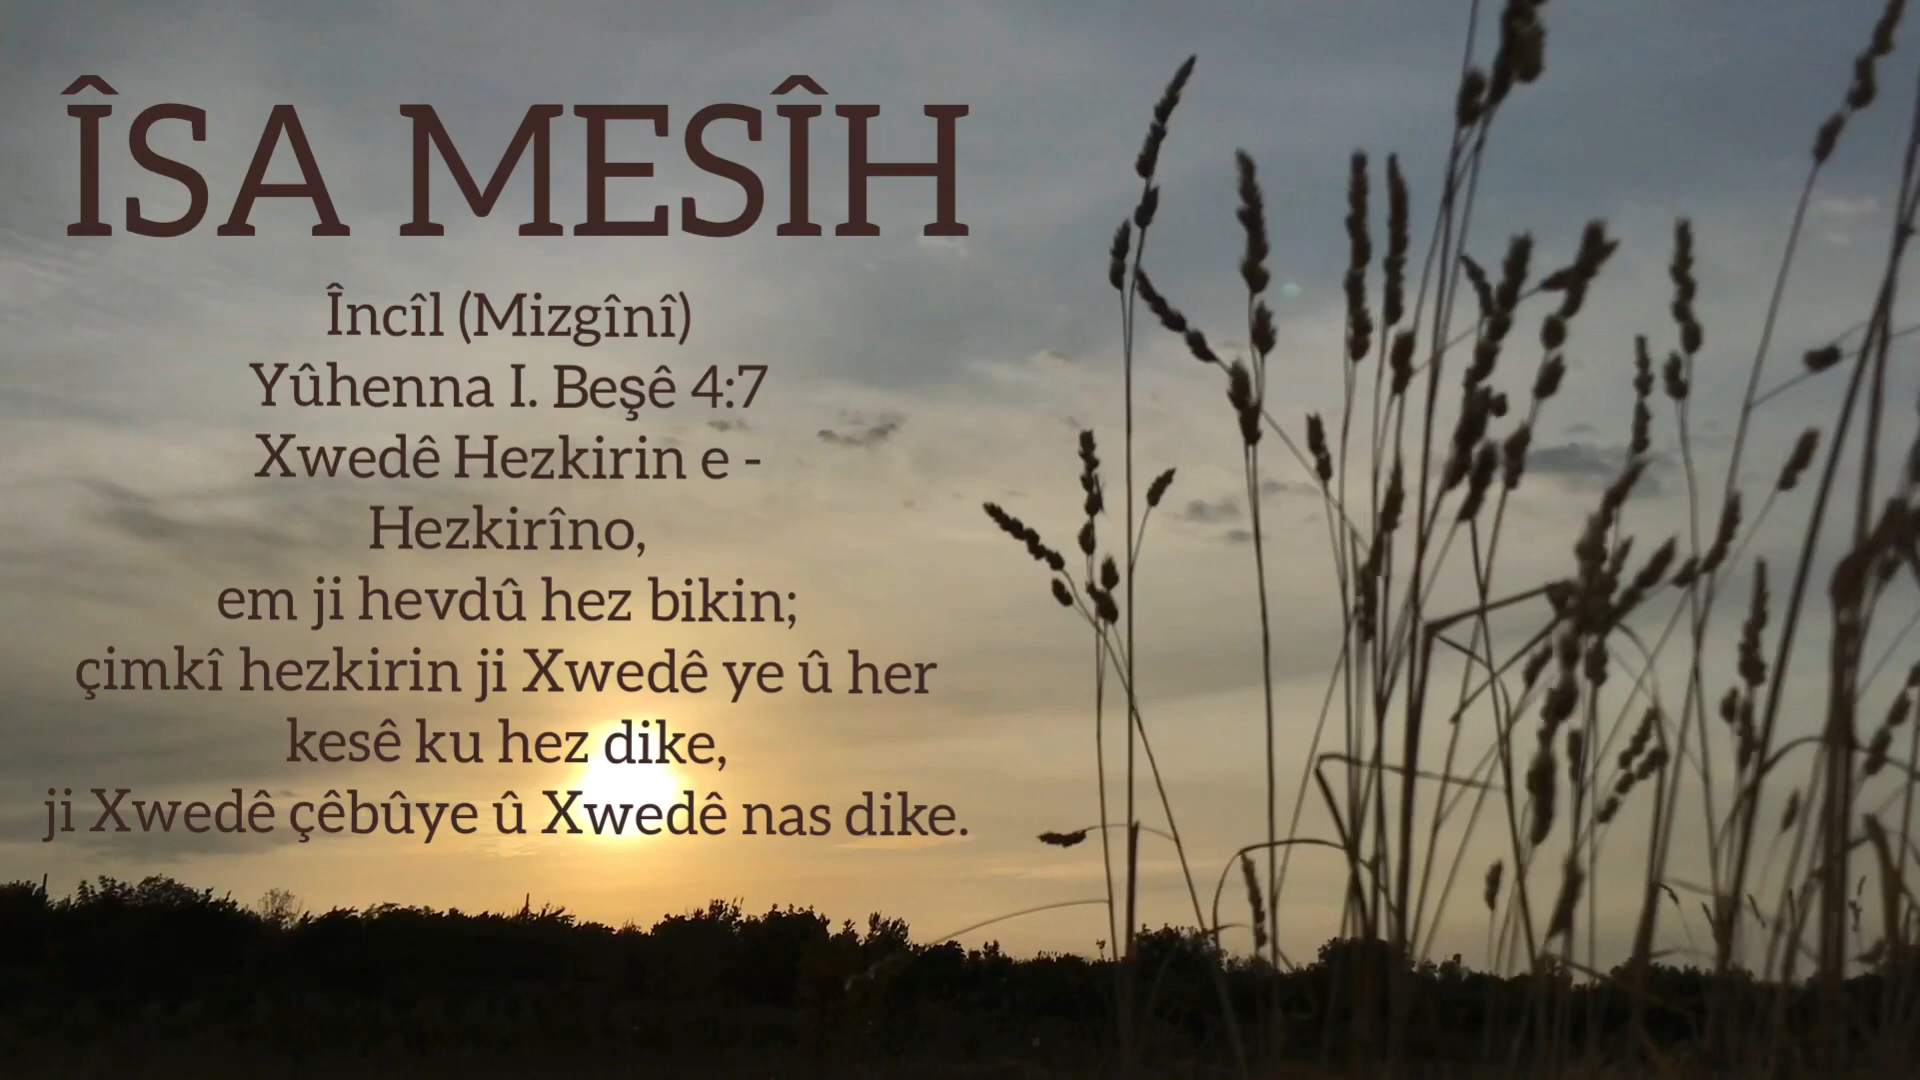 ÎSA MESÎH
Încîl (Mizgînî)
Yûhenna I. Beşê 4:7
Xwedê Hezkirin e -
Hezkirîno,
em ji hevdû hez bikin;
çimkî hezkirin ji Xwedê ye û her
kesê ku hez dike,
ji Xwedê çêbûye û Xwedê nas dike.